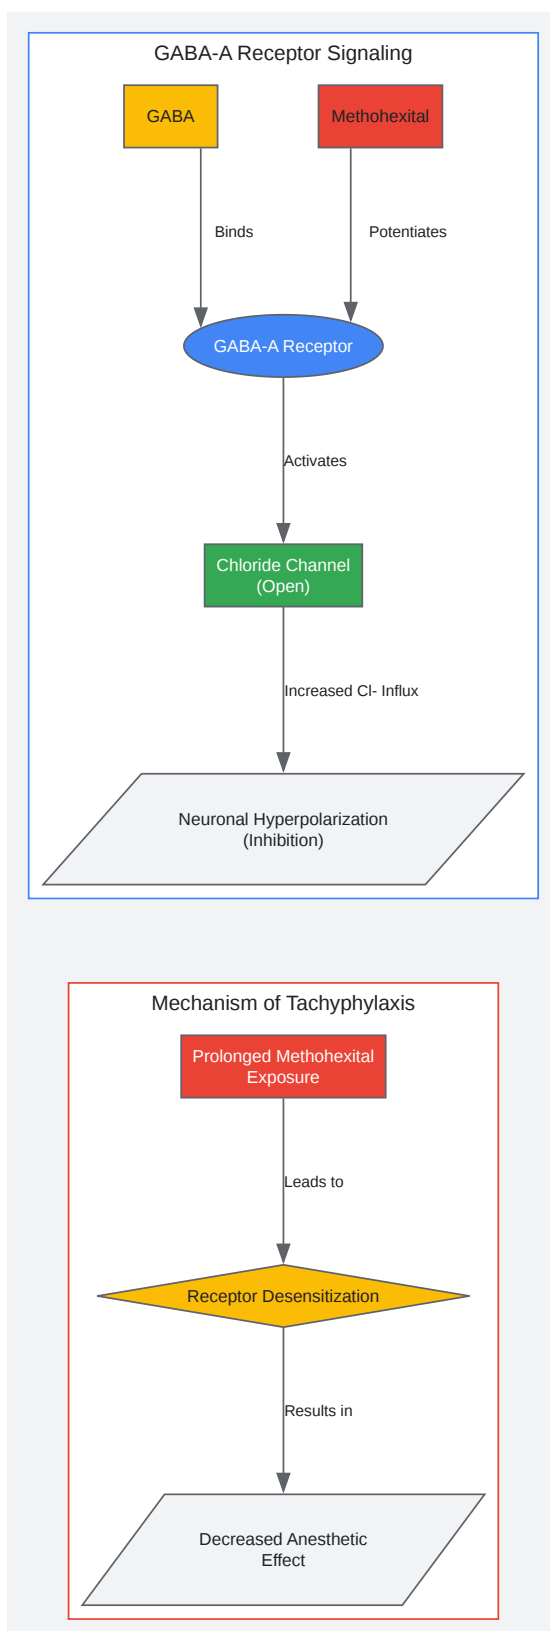 GABA-A Receptor Signaling
GABA
Methohexital
Binds
Potentiates
GABA-A Receptor
Activates
Chloride Channel
(Open)
Increased Cl- Influx
Neuronal Hyperpolarization
(Inhibition)
Mechanism of Tachyphylaxis
Prolonged Methohexital
Exposure
Leads to
Receptor Desensitization
Results in
Decreased Anesthetic
Effect